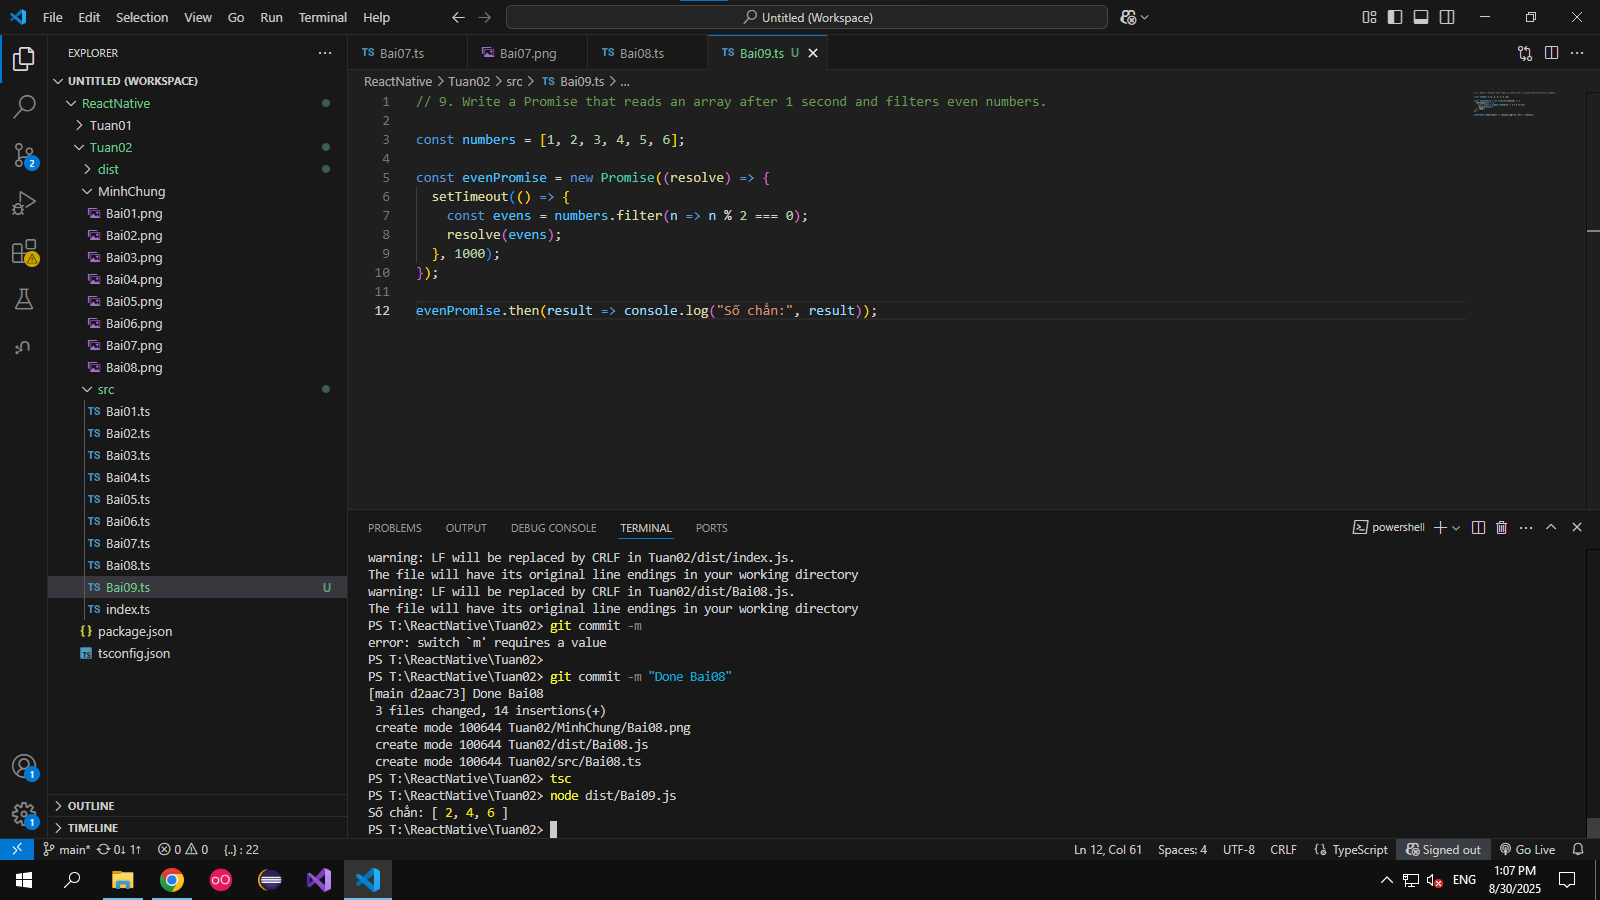 File Edit Selection View Go Run Terminal Help
Untitled (Workspace)
EXPLORER
UNTITLED (WORKSPACE)
ReactNative
Tuan01
Tuan02
dist
MinhChung
Bai01.png
Bai02.png
Bai03.png
Bai04.png
Bai05.png
Bai06.png
Bai07.png
Bai08.png
src
TS Bai01.ts
TS Bai02.ts
TS Bai03.ts
TS Bai04.ts
TS Bai05.ts
TS Bai06.ts
TS Bai07.ts
TS Bai08.ts
TS Bai09.ts U
TS index.ts
{} package.json
TS tsconfig.json
OUTLINE
TIMELINE
2
1
1
TS Bai07.ts Bai07.png TS Bai08.ts TS Bai09.ts U
ReactNative > Tuan02 > src > TS Bai09.ts > ...
1 // 9. Write a Promise that reads an array after 1 second and filters even numbers.
2
3 const numbers = [1, 2, 3, 4, 5, 6];
4
5 const evenPromise = new Promise((resolve) => {
6 setTimeout(() => {
7 const evens = numbers.filter(n => n % 2 === 0);
8 resolve(evens);
9 }, 1000);
10 });
11
12 evenPromise.then(result => console.log("Số chẵn:", result));
PROBLEMS OUTPUT DEBUG CONSOLE TERMINAL PORTS
powershell
warning: LF will be replaced by CRLF in Tuan02/dist/index.js.
The file will have its original line endings in your working directory
warning: LF will be replaced by CRLF in Tuan02/dist/Bai08.js.
The file will have its original line endings in your working directory
PS T:\ReactNative\Tuan02> git commit -m
error: switch `m' requires a value
PS T:\ReactNative\Tuan02>
PS T:\ReactNative\Tuan02> git commit -m "Done Bai08"
[main d2aac73] Done Bai08
3 files changed, 14 insertions(+)
create mode 100644 Tuan02/MinhChung/Bai08.png
create mode 100644 Tuan02/dist/Bai08.js
create mode 100644 Tuan02/src/Bai08.ts
PS T:\ReactNative\Tuan02> tsc
PS T:\ReactNative\Tuan02> node dist/Bai09.js
Số chẵn: [ 2, 4, 6 ]
PS T:\ReactNative\Tuan02>
main* 0↓ 1↑ 0 0 {..} : 22
Ln 12, Col 61 Spaces: 4 UTF-8 CRLF {} TypeScript Signed out Go Live
ENG
1:07 PM
8/30/2025